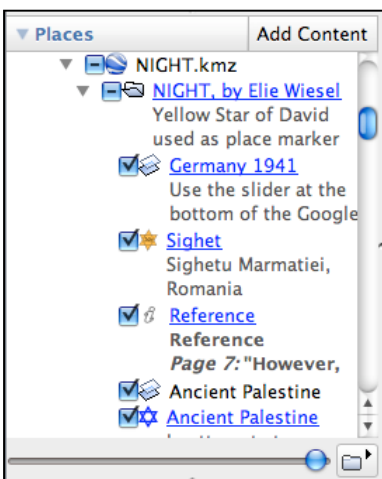 Places
Add Content
NIGHT.kmz
NIGHT, by Elie Wiesel
Yellow Star of David
used as place marker
Germany 1941
Use the slider at the
bottom of the Google
Sighet
Sighetu Marmatiei,
Romania
Reference
Reference
Page 7: "However,
Ancient Palestine
Ancient Palestine